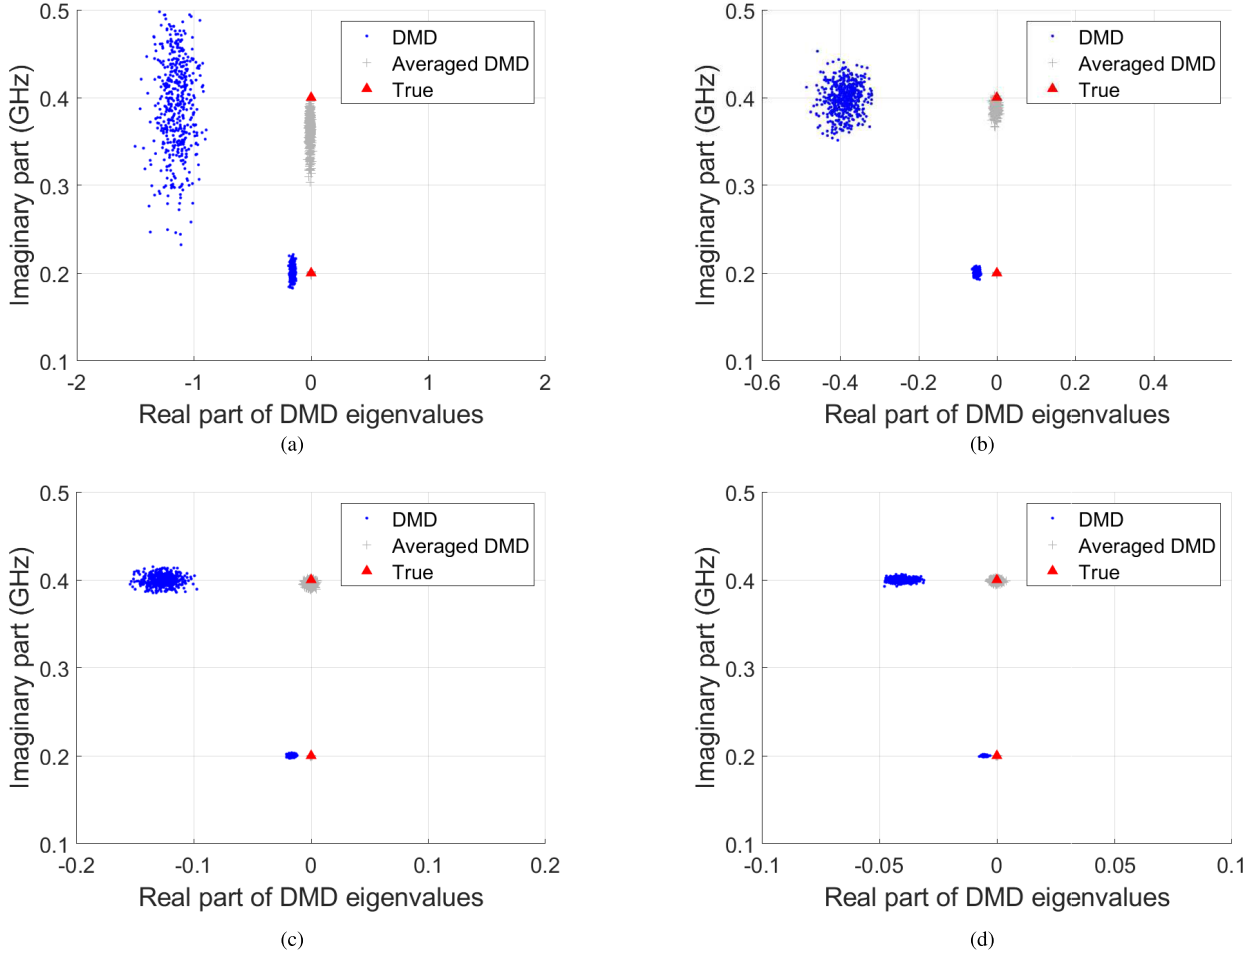 0.5
0.4
0.3
0.2
0.1
Imaginary part (GHz)
DMD
Averaged DMD
True
-2 -1 0 1 2
Real part of DMD eigenvalues
(a)
0.5
0.4
0.3
0.2
0.1
Imaginary part (GHz)
DMD
Averaged DMD
True
-0.6 -0.4 -0.2 0 0.2 0.4
Real part of DMD eigenvalues
(b)
0.5
0.4
0.3
0.2
0.1
Imaginary part (GHz)
DMD
Averaged DMD
True
-0.2 -0.1 0 0.1 0.2
Real part of DMD eigenvalues
(c)
0.5
0.4
0.3
0.2
0.1
Imaginary part (GHz)
DMD
Averaged DMD
True
-0.1 -0.05 0 0.05 0.1
Real part of DMD eigenvalues
(d)